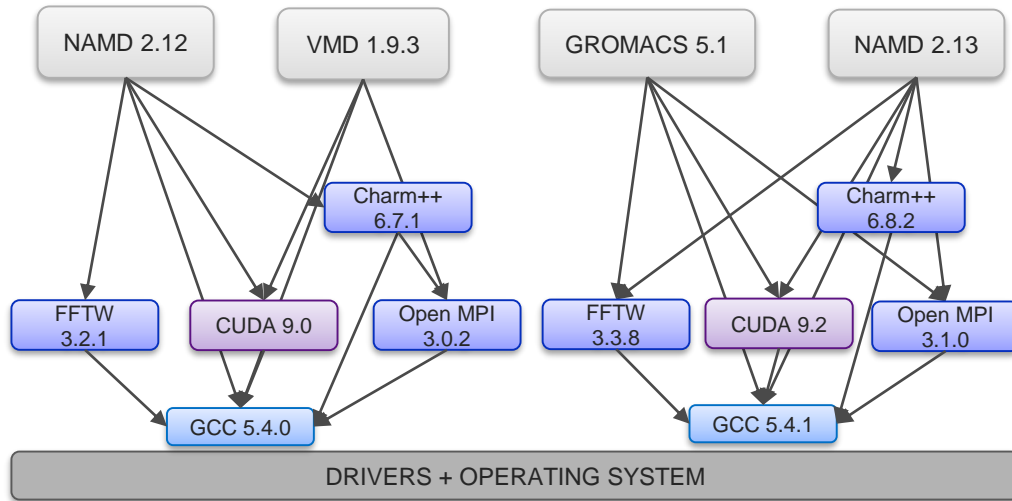 NAMD 2.12
VMD 1.9.3
GROMACS 5.1
NAMD 2.13
Charm++
6.7.1
Charm++
6.8.2
FFTW
3.2.1
CUDA 9.0
Open MPI
3.0.2
FFTW
3.3.8
CUDA 9.2
Open MPI
3.1.0
GCC 5.4.0
GCC 5.4.1
DRIVERS + OPERATING SYSTEM